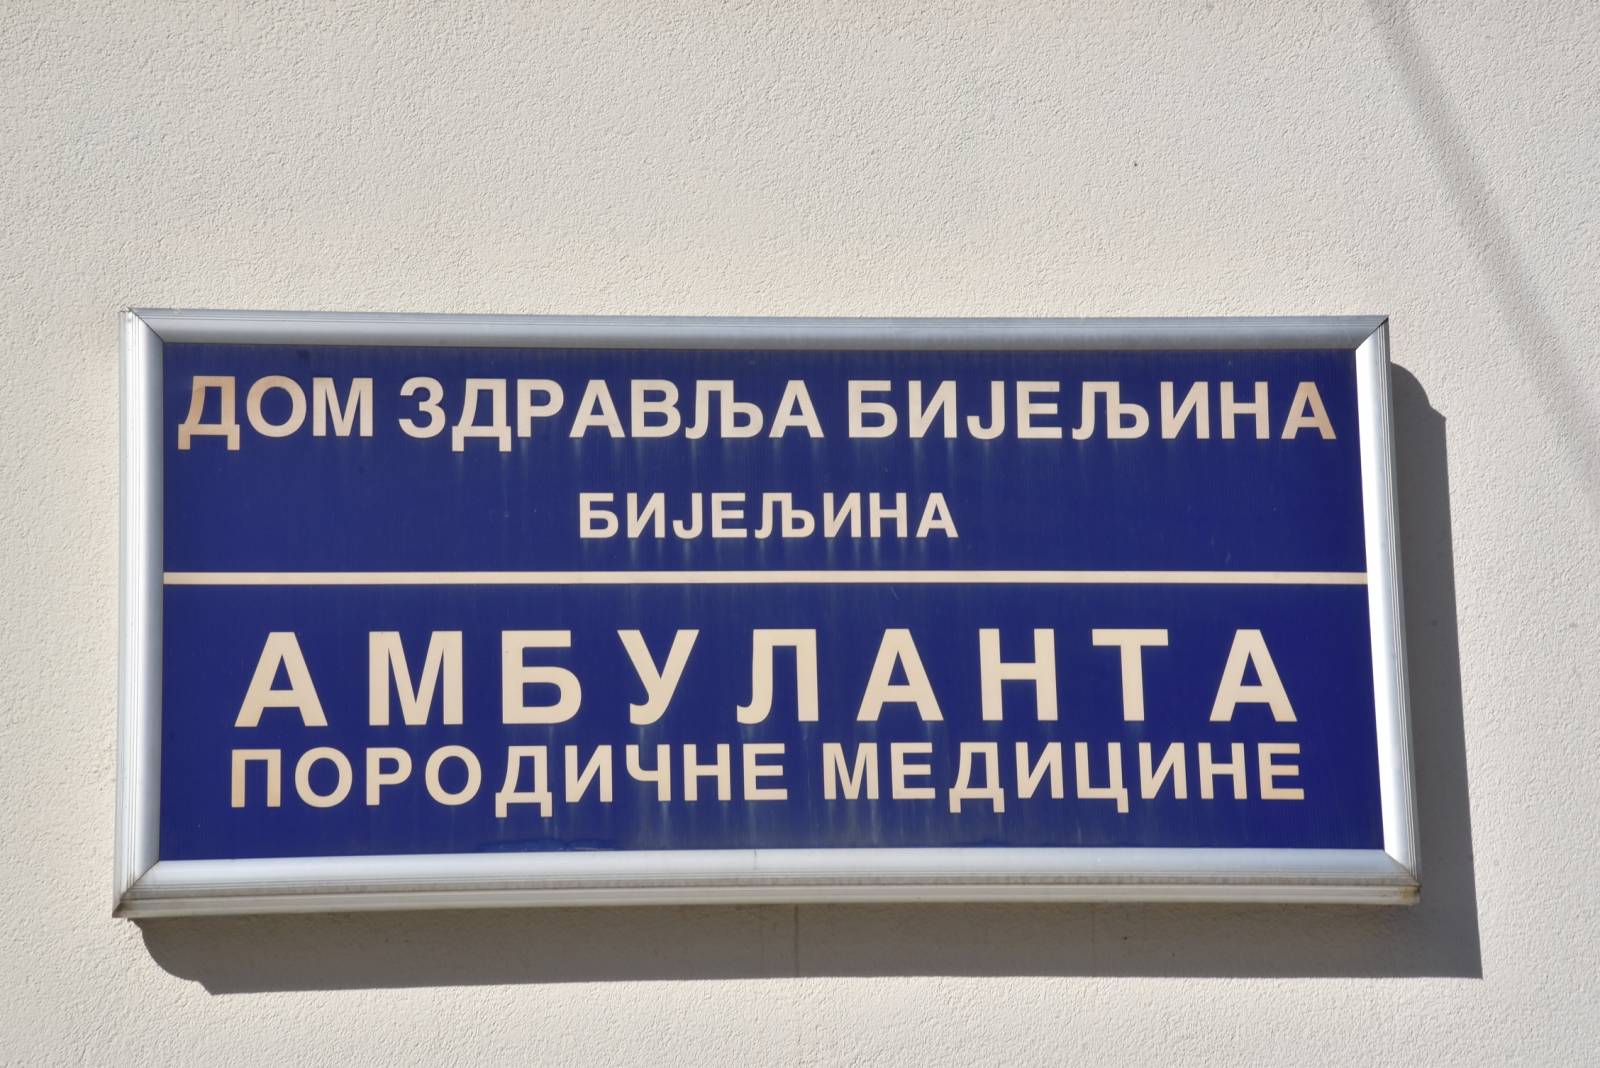 ДОМ ЗДРАВЉА БИЈЕЉИНА
БИЈЕЉИНА
АМБУЛАНТА
ПОРОДИЧНЕ МЕДИЦИНЕ